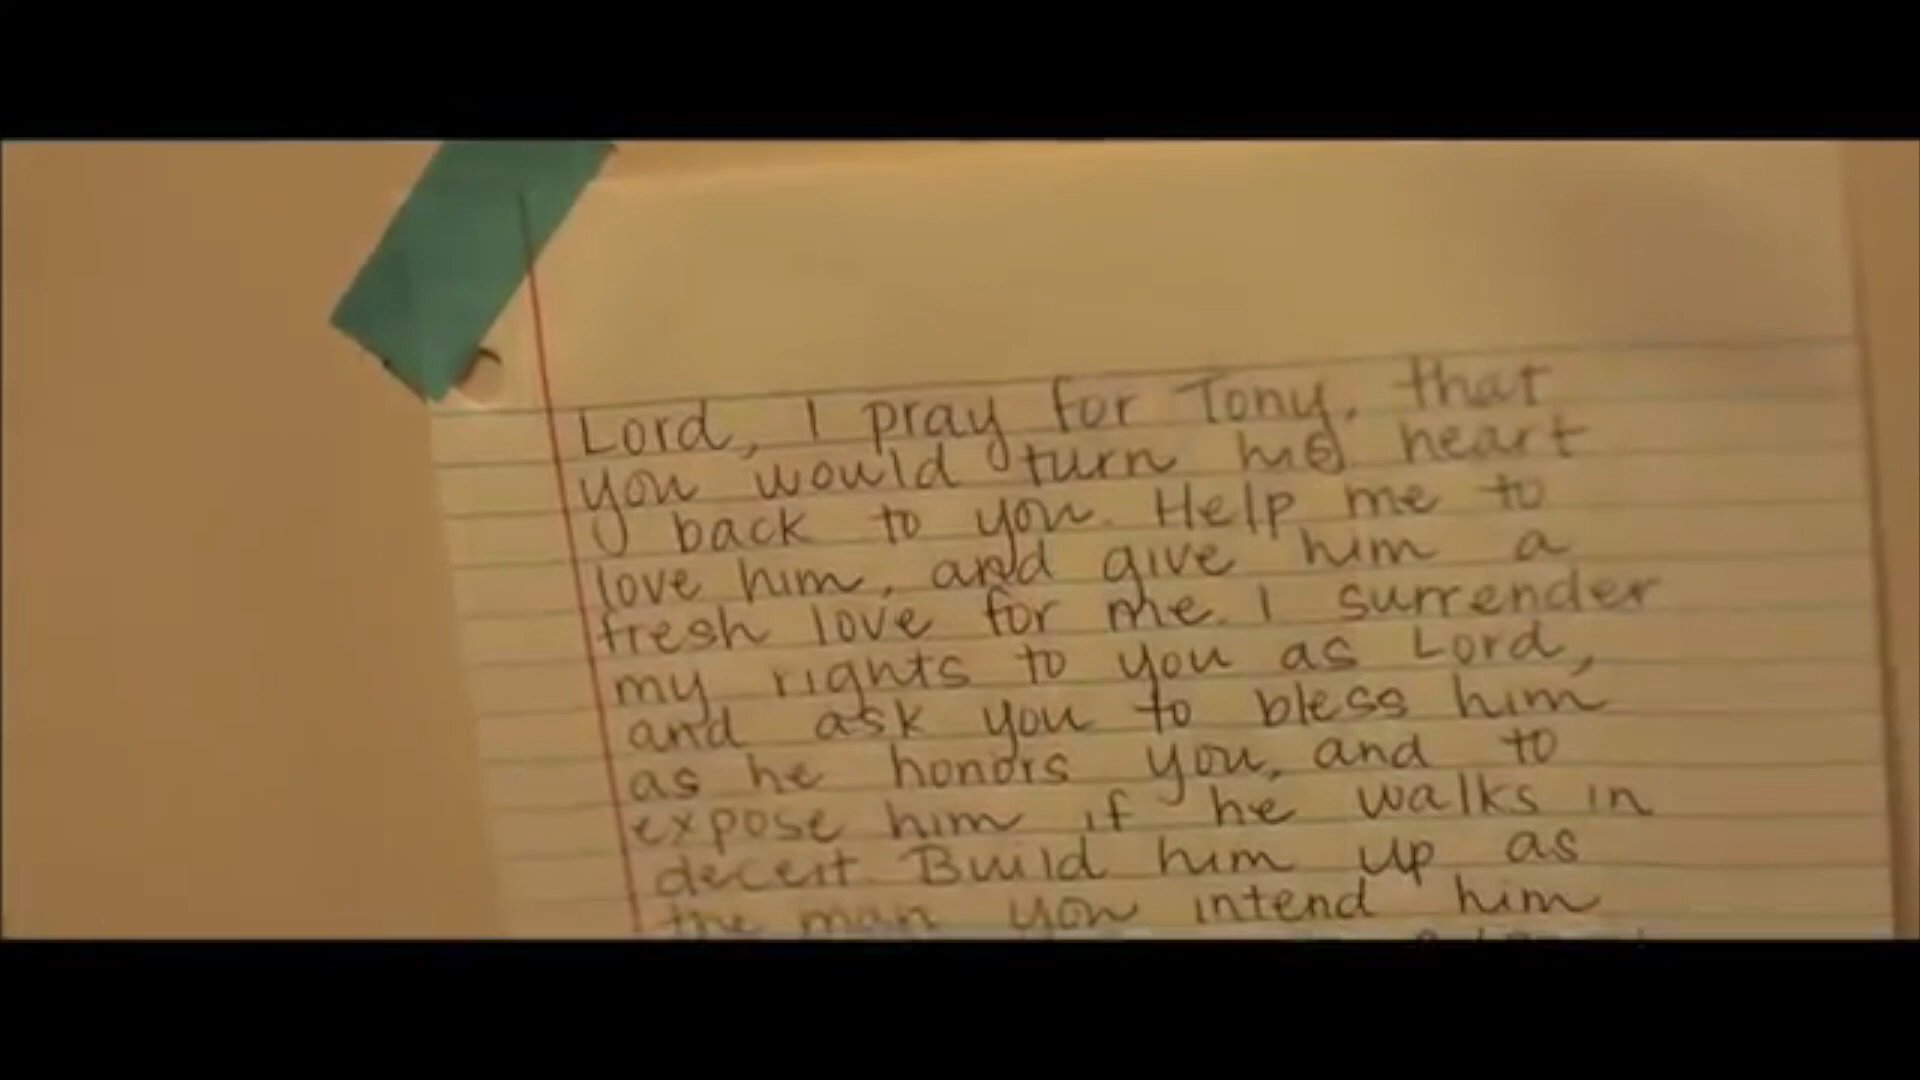 Lord, I pray for Tony, that
you would turn his heart
back to you. Help me to
love him, and give him a
fresh love for me. I surrender
my rights to you as Lord,
and ask you to bless him
as he honors you, and to
expose him if he walks in
deceit. Build him up as
the man you intend him